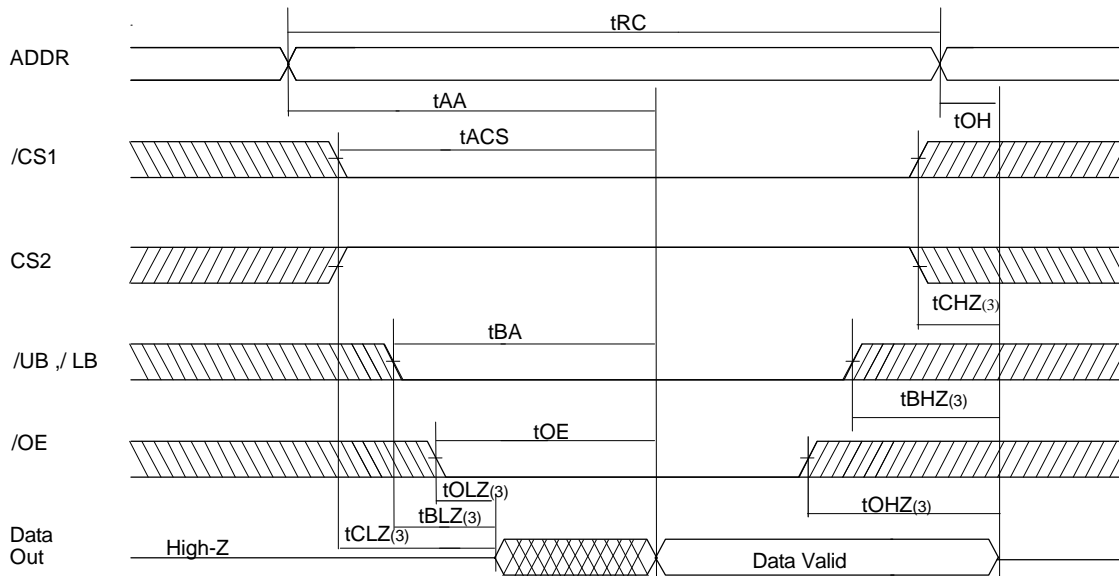 tRC
ADDR
tAA
tOH
tACS
/CS1
CS2
tCHZ(3)
tBA
/UB ,/ LB
tBHZ(3)
tOE
/OE
tOLZ(3)
tOHZ(3)
tBLZ(3)
tCLZ(3)
Data
Out
High-Z
Data Valid